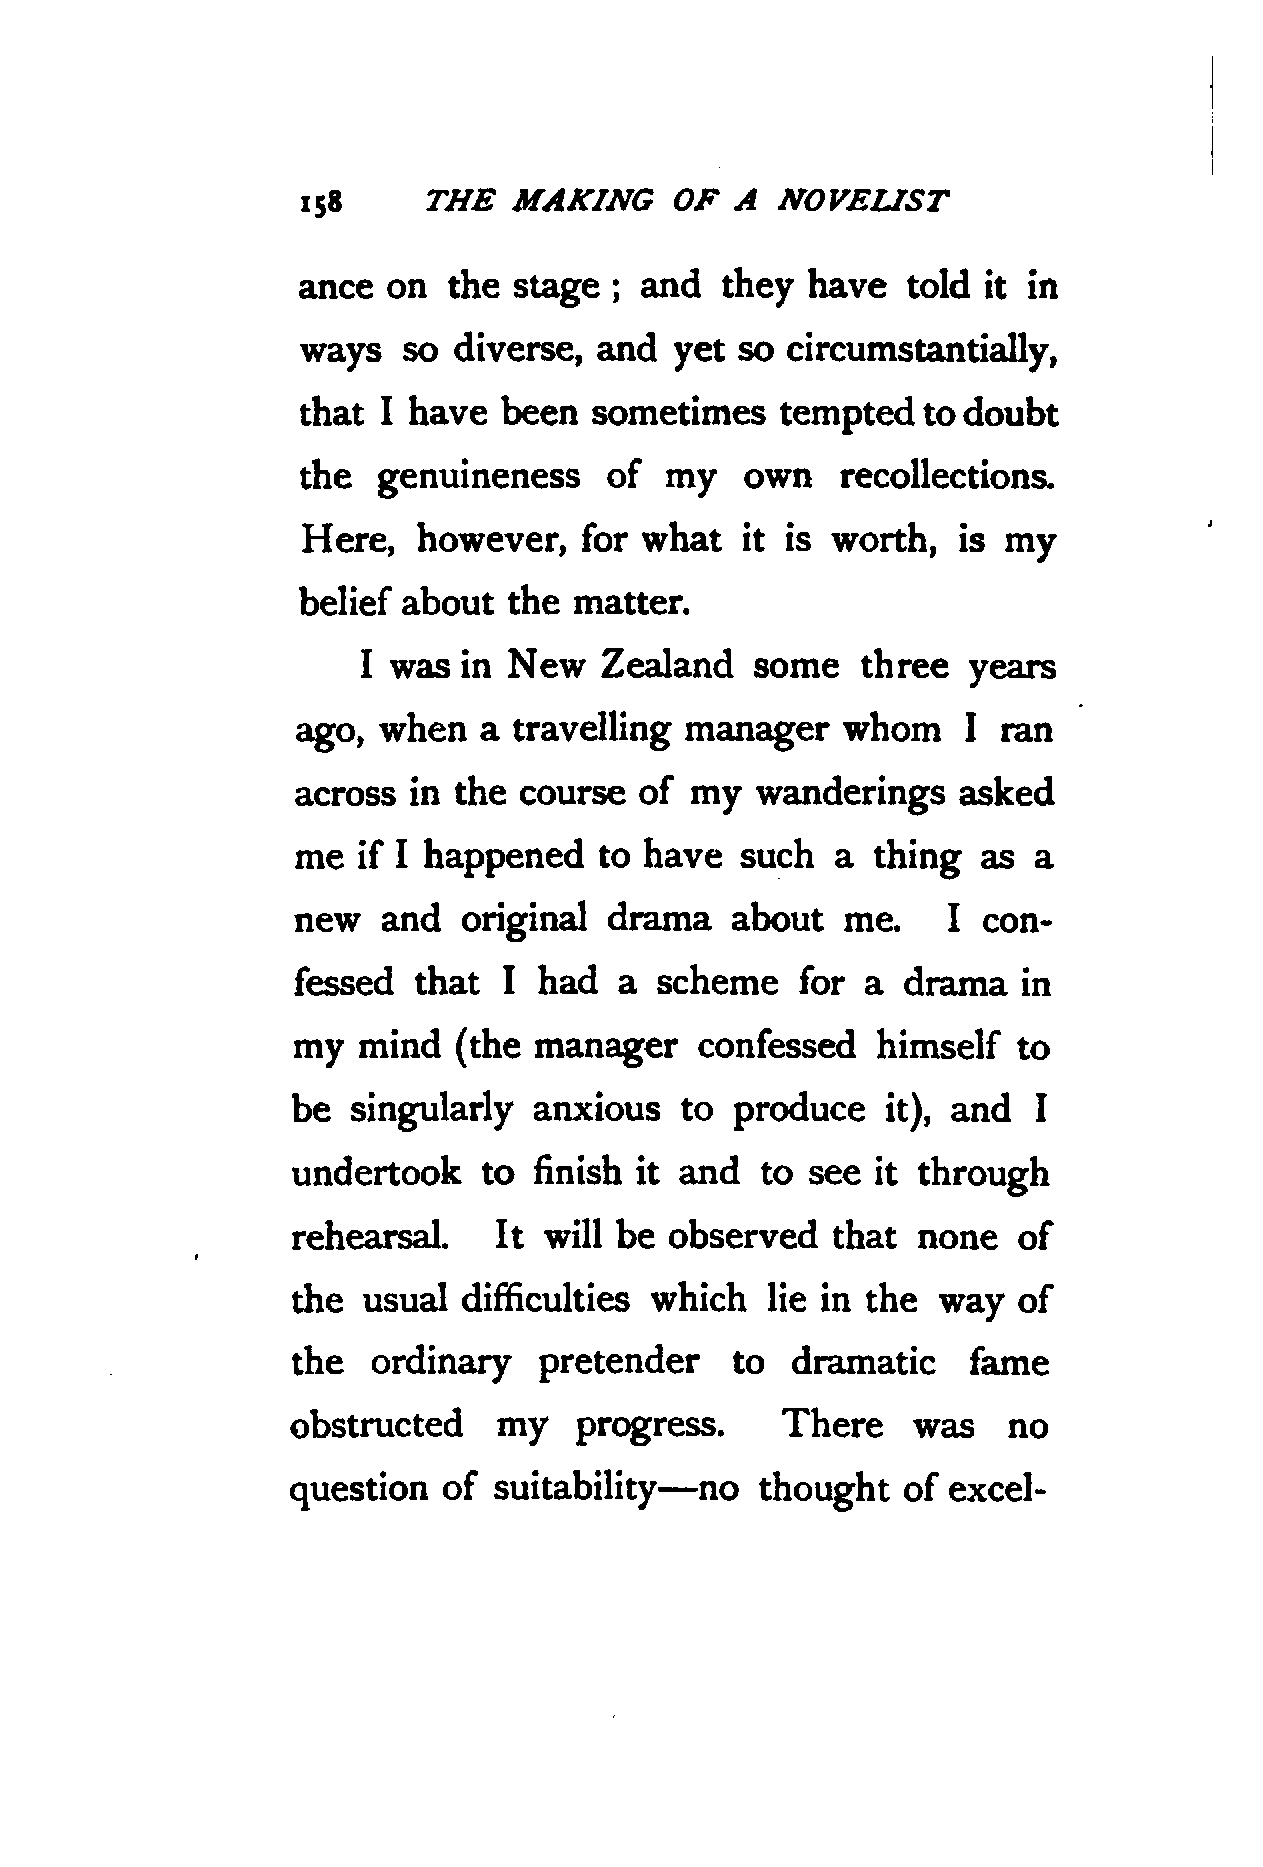 158 THE MAKING OF A NOVELIST
ance on the stage ; and they have told it in
ways so diverse, and yet so circumstantially,
that I have been sometimes tempted to doubt
the genuineness of my own recollections.
Here, however, for what it is worth, is my
belief about the matter.
I was in New Zealand some three years
ago, when a travelling manager whom I ran
across in the course of my wanderings asked
me if I happened to have such a thing as a
new and original drama about me. I con-
fessed that I had a scheme for a drama in
my mind (the manager confessed himself to
be singularly anxious to produce it), and I
undertook to finish it and to see it through
rehearsal. It will be observed that none of
the usual difficulties which lie in the way of
the ordinary pretender to dramatic fame
obstructed my progress. There was no
question of suitability—no thought of excel-